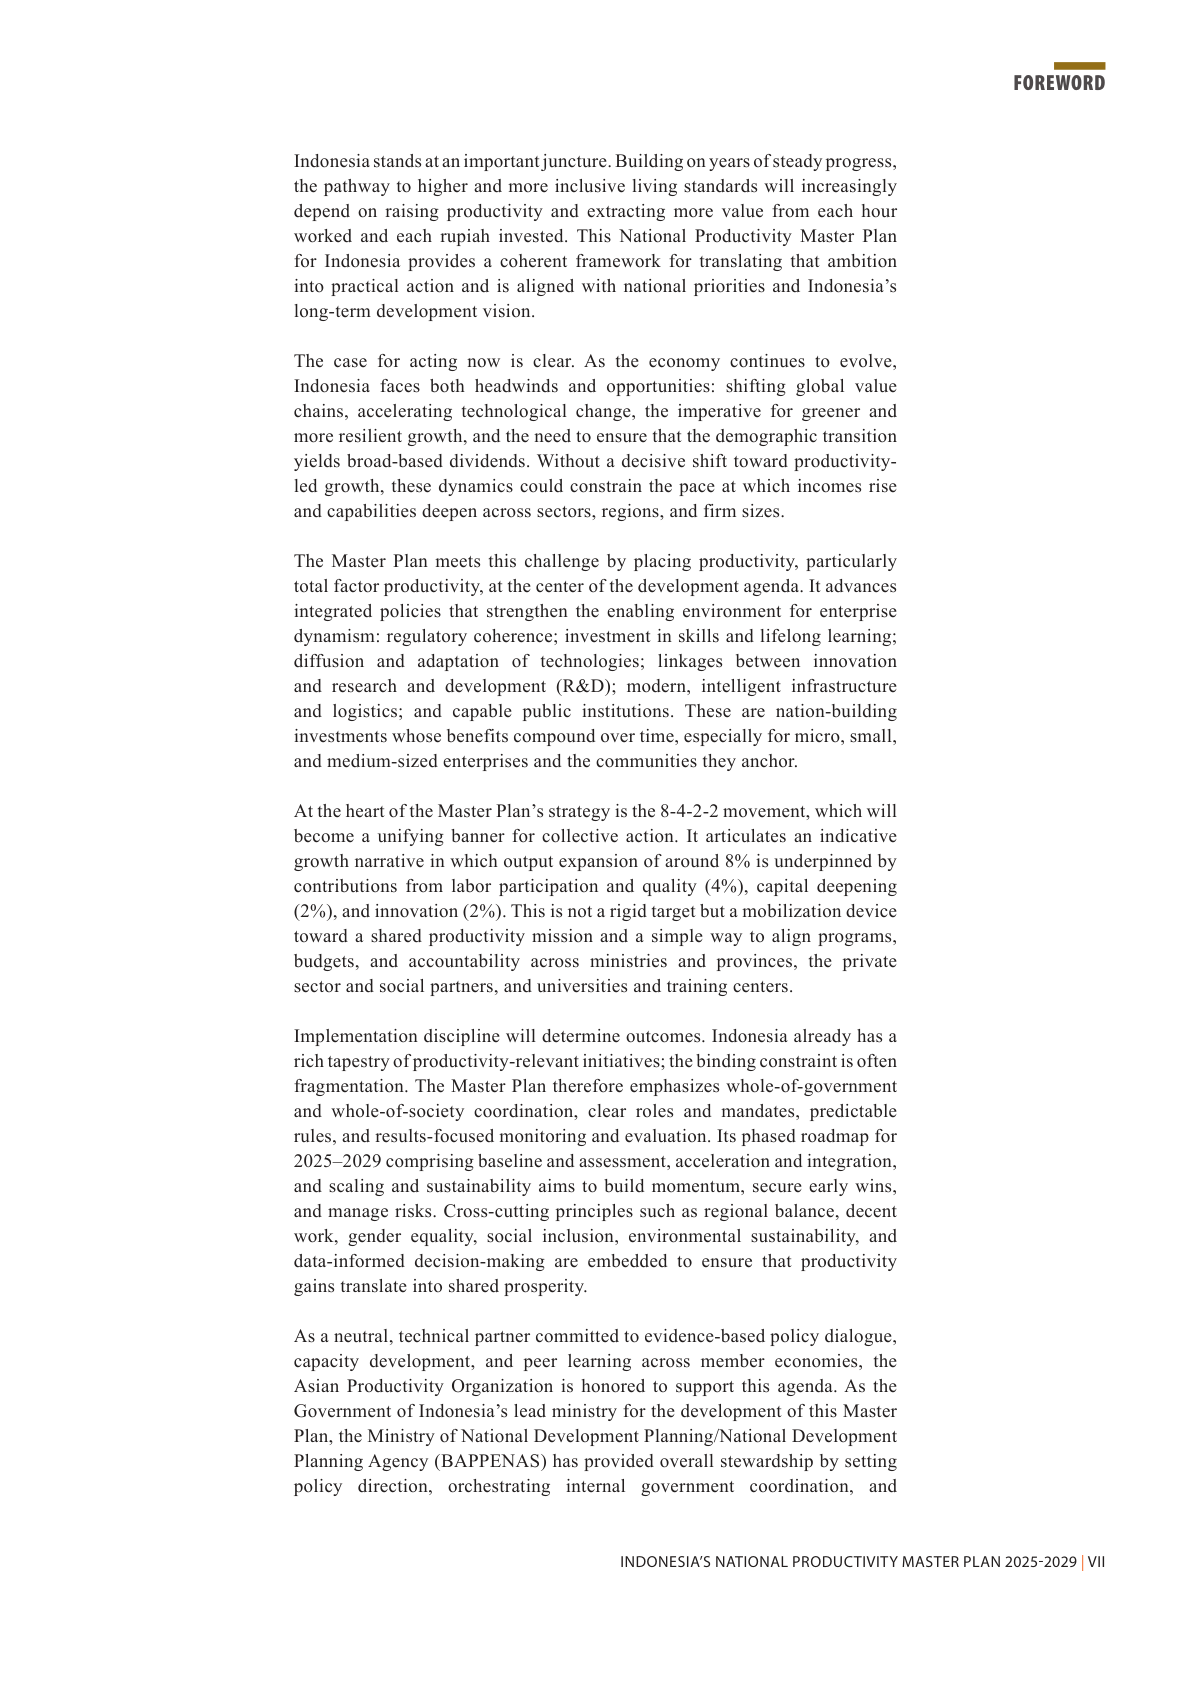 FOREWORD
Indonesia stands at an important juncture. Building on years of steady progress,
the pathway to higher and more inclusive living standards will increasingly
depend on raising productivity and extracting more value from each hour
worked and each rupiah invested. This National Productivity Master Plan
for Indonesia provides a coherent framework for translating that ambition
into practical action and is aligned with national priorities and Indonesia’s
long-term development vision.
The case for acting now is clear. As the economy continues to evolve,
Indonesia faces both headwinds and opportunities: shifting global value
chains, accelerating technological change, the imperative for greener and
more resilient growth, and the need to ensure that the demographic transition
yields broad-based dividends. Without a decisive shift toward productivity-
led growth, these dynamics could constrain the pace at which incomes rise
and capabilities deepen across sectors, regions, and firm sizes.
The Master Plan meets this challenge by placing productivity, particularly
total factor productivity, at the center of the development agenda. It advances
integrated policies that strengthen the enabling environment for enterprise
dynamism: regulatory coherence; investment in skills and lifelong learning;
diffusion and adaptation of technologies; linkages between innovation
and research and development (R&D); modern, intelligent infrastructure
and logistics; and capable public institutions. These are nation-building
investments whose benefits compound over time, especially for micro, small,
and medium-sized enterprises and the communities they anchor.
At the heart of the Master Plan’s strategy is the 8-4-2-2 movement, which will
become a unifying banner for collective action. It articulates an indicative
growth narrative in which output expansion of around 8% is underpinned by
contributions from labor participation and quality (4%), capital deepening
(2%), and innovation (2%). This is not a rigid target but a mobilization device
toward a shared productivity mission and a simple way to align programs,
budgets, and accountability across ministries and provinces, the private
sector and social partners, and universities and training centers.
Implementation discipline will determine outcomes. Indonesia already has a
rich tapestry of productivity-relevant initiatives; the binding constraint is often
fragmentation. The Master Plan therefore emphasizes whole-of-government
and whole-of-society coordination, clear roles and mandates, predictable
rules, and results-focused monitoring and evaluation. Its phased roadmap for
2025–2029 comprising baseline and assessment, acceleration and integration,
and scaling and sustainability aims to build momentum, secure early wins,
and manage risks. Cross-cutting principles such as regional balance, decent
work, gender equality, social inclusion, environmental sustainability, and
data-informed decision-making are embedded to ensure that productivity
gains translate into shared prosperity.
As a neutral, technical partner committed to evidence-based policy dialogue,
capacity development, and peer learning across member economies, the
Asian Productivity Organization is honored to support this agenda. As the
Government of Indonesia’s lead ministry for the development of this Master
Plan, the Ministry of National Development Planning/National Development
Planning Agency (BAPPENAS) has provided overall stewardship by setting
policy direction, orchestrating internal government coordination, and
INDONESIA’S NATIONAL PRODUCTIVITY MASTER PLAN 2025-2029 | VII